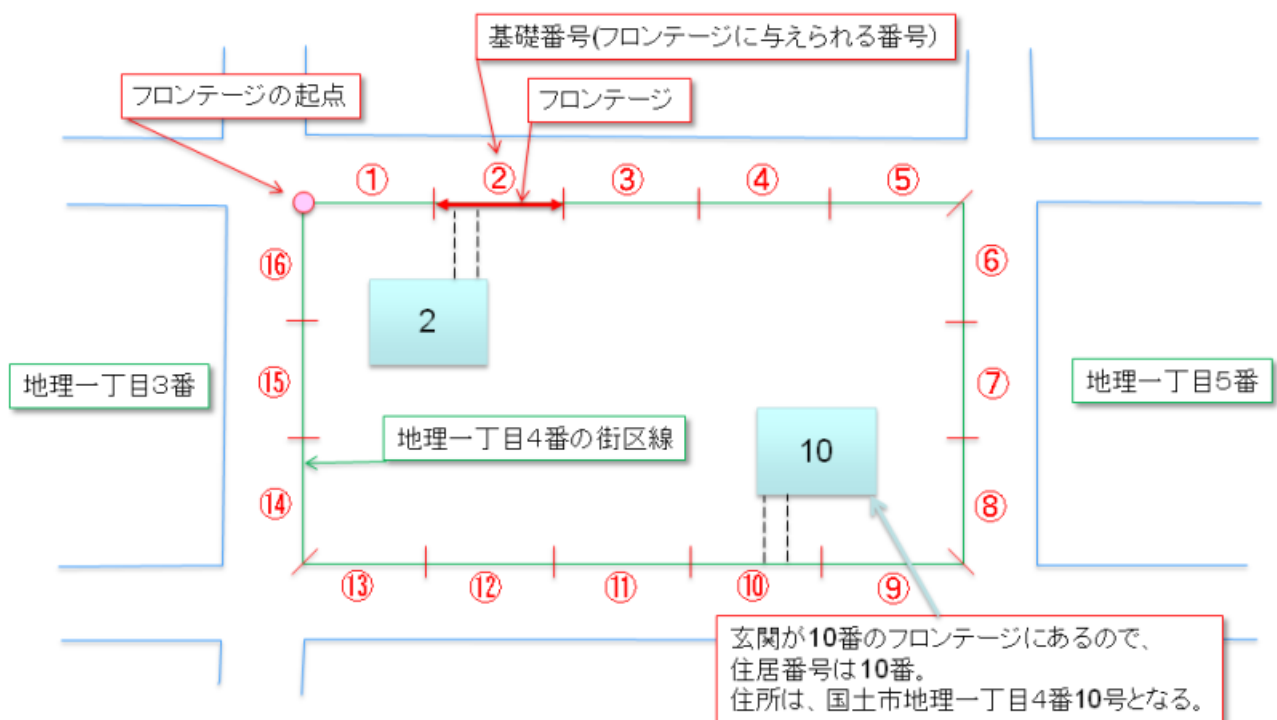 基礎番号(フロンテージに与えられる番号)
フロンテージの起点
フロンテージ
①
②
③
④
⑤
⑯
⑥
2
地理一丁目3番
⑮
⑦
地理一丁目5番
地理一丁目4番の街区線
10
⑭
⑧
⑬
⑫
⑪
⑩
⑨
玄関が10番のフロンテージにあるので、
住居番号は10番。
住所は、国土市地理一丁目4番10号となる。